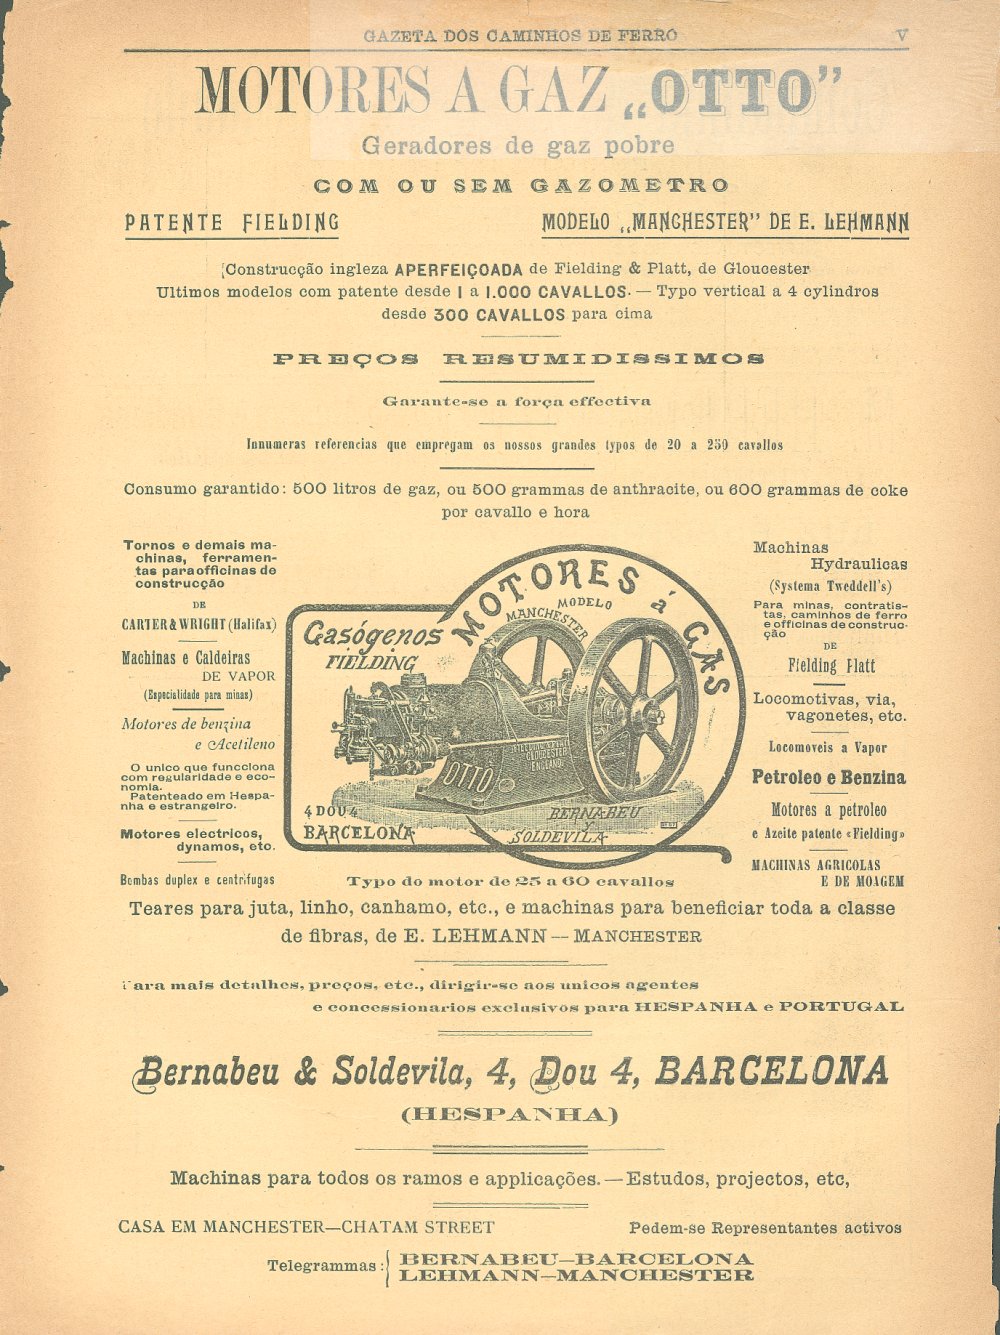 GAZETA DOS CAMINHOS DE FERRO V
MOTORES A GAZ „OTTO”
Geradores de gaz pobre
COM OU SEM GAZOMETRO
PATENTE FIELDING
MODELO „MANCHESTER” DE E. LEHMANN
Construcção ingleza APERFEIÇOADA de Fielding & Platt, de Gloucester
Ultimos modelos com patente desde 1 a 1.000 CAVALLOS. — Typo vertical a 4 cylindros
desde 300 CAVALLOS para cima
PREÇOS RESUMIDISSIMOS
Garante-se a força effectiva
Innumeras referencias que empregam os nossos grandes typos de 20 a 250 cavallos
Consumo garantido: 500 litros de gaz, ou 500 grammas de anthracite, ou 600 grammas de coke
por cavallo e hora
Tornos e demais ma-
chinas, ferramen-
tas para officinas de
construcção
DE
CARTER & WRIGHT (Halifax)
Machinas e Caldeiras
DE VAPOR
(Especialidade para minas)
Motores de benzina
e Acetileno
O unico que funcciona
com regularidade e eco-
nomia.
Patenteado em Hespa-
nha e estrangeiro.
Motores electricos,
dynamos, etc.
Bombas duplex e centrifugas
MOTORES á GAS
MODELO
MANCHESTER
Gasógenos
FIELDING
FIELDING & PLATT
GLOUCESTER
ENGLAND
OTTO
4 DOU 4
BARCELONA
BERNABEU
Y
SOLDEVILA
Typo do motor de 25 a 60 cavallos
Machinas
Hydraulicas
(Systema Tweddell's)
Para minas, contratis-
tas, caminhos de ferro
e officinas de construc-
ção
DE
Fielding Flatt
Locomotivas, via,
vagonetes, etc.
Locomoveis a Vapor
Petroleo e Benzina
Motores a petroleo
e Azeite patente «Fielding»
MACHINAS AGRICOLAS
E DE MOAGEM
Teares para juta, linho, canhamo, etc., e machinas para beneficiar toda a classe
de fibras, de E. LEHMANN — MANCHESTER
Para mais detalhes, preços, etc., dirigir-se aos unicos agentes
e concessionarios exclusivos para HESPANHA e PORTUGAL
Bernabeu & Soldevila, 4, Dou 4, BARCELONA
(HESPANHA)
Machinas para todos os ramos e applicações. — Estudos, projectos, etc,
CASA EM MANCHESTER—CHATAM STREET
Pedem-se Representantes activos
Telegrammas: BERNABEU—BARCELONA
LEHMANN—MANCHESTER